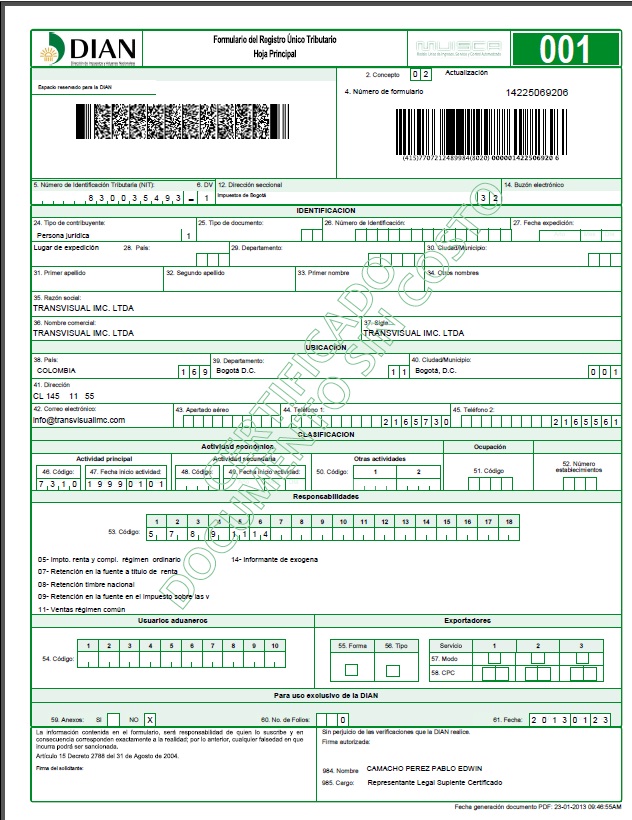 DIAN
Dirección de Impuestos y Aduanas Nacionales
Formulario del Registro Único Tributario
Hoja Principal
MUISCA
001
2. Concepto 0 2 Actualización
Espacio reservado para la DIAN
4. Número de formulario 14225069206
(415)7707212489984(8020) 000001422506920 6
5. Número de Identificación Tributaria (NIT): 6. DV 12. Dirección seccional 14. Buzón electrónico
8 3 0 0 3 5 4 9 3 - 1 Impuestos de Bogotá 3 2
IDENTIFICACION
24. Tipo de contribuyente: 25. Tipo de documento: 26. Número de Identificación: 27. Fecha expedición:
Persona jurídica 1
Lugar de expedición 28. País: 29. Departamento: 30. Ciudad/Municipio:
31. Primer apellido 32. Segundo apellido 33. Primer nombre 34. Otros nombres
35. Razón social:
TRANSVISUAL IMC. LTDA
36. Nombre comercial: 37. Sigla:
TRANSVISUAL IMC. LTDA TRANSVISUAL IMC. LTDA
UBICACION
38. País: 39. Departamento: 40. Ciudad/Municipio:
COLOMBIA 1 6 9 Bogotá D.C. 1 1 Bogotá, D.C. 0 0 1
41. Dirección
CL 145 11 55
42. Correo electrónico: 43. Apartado aéreo 44. Teléfono 1: 45. Teléfono 2:
info@transvisualimc.com 2 1 6 5 7 3 0 2 1 6 5 5 6 1
CLASIFICACION
Actividad económica Ocupación
Actividad principal Actividad secundaria Otras actividades 52. Número establecimientos
46. Código: 47. Fecha inicio actividad: 48. Código: 49. Fecha inicio actividad: 50. Código: 1 2 51. Código
7 3 1 0 1 9 9 9 0 1 0 1
Responsabilidades
1 2 3 4 5 6 7 8 9 10 11 12 13 14 15 16 17 18
53. Código: 5 7 8 9 1 1 1 4
05- Impto. renta y compl. régimen ordinario 14- Informante de exogena
07- Retención en la fuente a título de renta
08- Retención timbre nacional
09- Retención en la fuente en el impuesto sobre las v
11- Ventas régimen común
CERTIFICADO
DOCUMENTO SIN COSTO
Usuarios aduaneros Exportadores
1 2 3 4 5 6 7 8 9 10
54. Código:
55. Forma 56. Tipo Servicio 1 2 3
57. Modo
58. CPC
Para uso exclusivo de la DIAN
59. Anexos: SI NO X 60. No. de Folios: 0 61. Fecha: 2 0 1 3 0 1 2 3
La información contenida en el formulario, será responsabilidad de quien lo suscribe y en
consecuencia corresponden exactamente a la realidad; por lo anterior, cualquier falsedad en que
incurra podrá ser sancionada.
Artículo 15 Decreto 2788 del 31 de Agosto de 2004.
Firma del solicitante:
Sin perjuicio de las verificaciones que la DIAN realice.
Firma autorizada:
984. Nombre CAMACHO PEREZ PABLO EDWIN
985. Cargo: Representante Legal Suplente Certificado
Fecha generación documento PDF: 23-01-2013 09:46:55AM